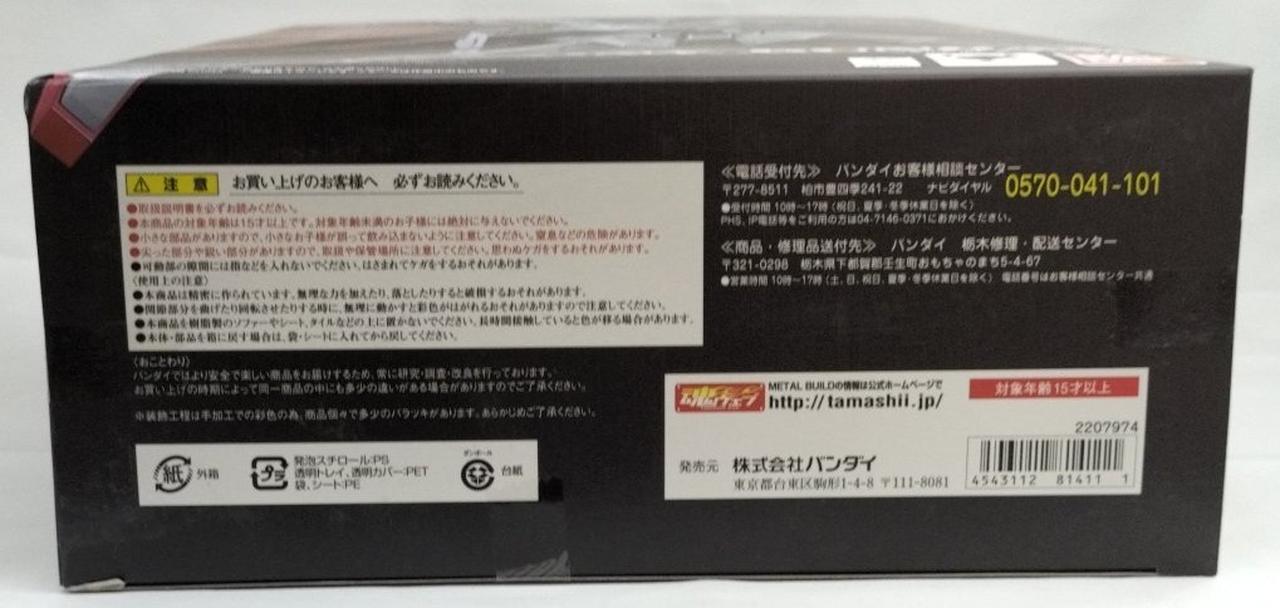 注意 お買い上げのお客様へ 必ずお読みください。
●取扱説明書を必ずお読みください。
●本商品の対象年齢は15才以上です。対象年齢未満のお子様には絶対に与えないでください。
●小さな部品がありますので、小さなお子様が誤って飲み込まないように注意してください。窒息などの危険があります。
●尖った部分や鋭い部分がありますので、取扱や保管場所に注意してください。思わぬケガをするおそれがあります。
●可動部の隙間には指などを入れないでください。はさまれてケガをするおそれがあります。
〈使用上の注意〉
●本商品は精密に作られています。無理な力を加えたり、落としたりすると破損するおそれがあります。
●関節部分を曲げたり回転させたりする時に、無理に動かすと彩色がはがれるおそれがありますので注意してください。
●本商品を樹脂製のソファーやシート、タイルなどの上に置かないでください。長時間接触していると色が移る場合があります。
●本体・部品を箱に戻す場合は、袋・シートに入れてから戻してください。
〈おことわり〉
バンダイではより安全で楽しい商品をお届けするため、常に研究・調査・改良を行っております。
お買い上げの時期によって同一商品の中にも多少の違いがある場合がありますのでご了承ください。
※装飾工程は手加工での彩色の為、商品個々で多少のバラツキがあります。あらかじめご了承ください。
紙 外箱
プラ
発泡スチロール:PS
透明トレイ、透明カバー:PET
袋、シート:PE
ダンボール
台紙
≪電話受付先≫ バンダイお客様相談センター
〒277-8511 柏市豊四季241-22 ナビダイヤル 0570-041-101
●受付時間 10時〜17時（祝日、夏季・冬季休業日を除く）
PHS、IP電話等をご利用の方は04-7146-0371におかけください。
≪商品・修理品送付先≫ バンダイ 栃木修理・配送センター
〒321-0298 栃木県下都賀郡壬生町おもちゃのまち5-4-67
●営業時間 10時〜17時（土、日、祝日、夏季・冬季休業日を除く） 電話番号はお客様相談センター共通
魂ウェブ
METAL BUILDの情報は公式ホームページで
http://tamashii.jp/
対象年齢15才以上
2207974
発売元 株式会社バンダイ
東京都台東区駒形1-4-8 〒111-8081
4543112 81411 1